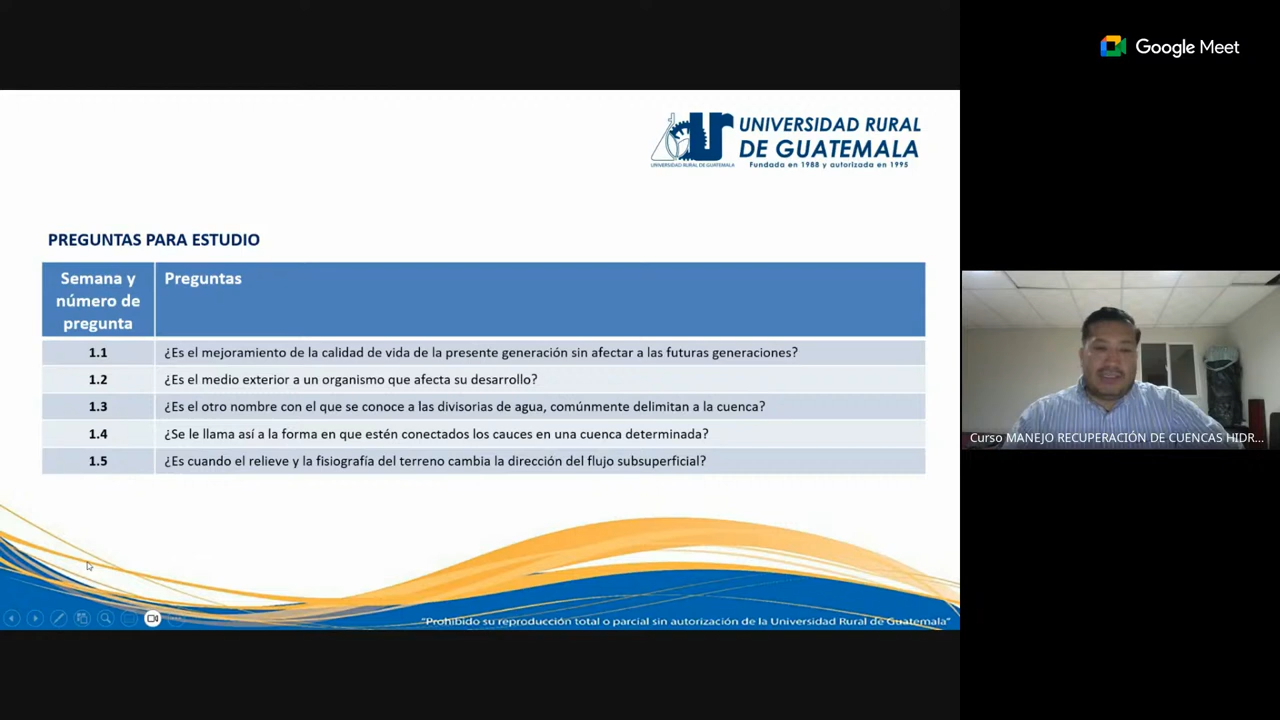 Google Meet
UNIVERSIDAD RURAL
DE GUATEMALA
Fundada en 1988 y autorizada en 1995
UNIVERSIDAD RURAL DE GUATEMALA
PREGUNTAS PARA ESTUDIO
Semana y
número de
pregunta
Preguntas
1.1 ¿Es el mejoramiento de la calidad de vida de la presente generación sin afectar a las futuras generaciones?
1.2 ¿Es el medio exterior a un organismo que afecta su desarrollo?
1.3 ¿Es el otro nombre con el que se conoce a las divisorias de agua, comúnmente delimitan a la cuenca?
1.4 ¿Se le llama así a la forma en que estén conectados los cauces en una cuenca determinada?
1.5 ¿Es cuando el relieve y la fisiografía del terreno cambia la dirección del flujo subsuperficial?
Curso MANEJO RECUPERACIÓN DE CUENCAS HIDR...
"Prohibido su reproducción total o parcial sin autorización de la Universidad Rural de Guatemala"